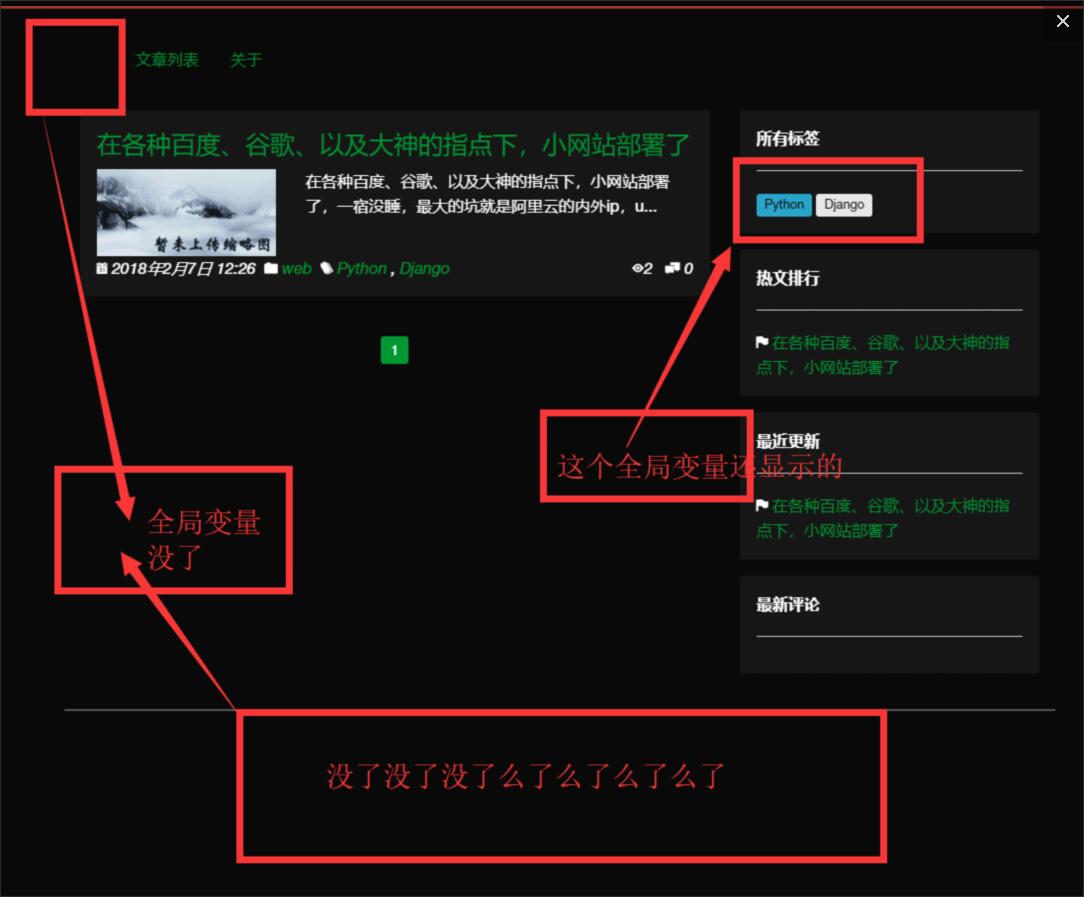 文章列表 关于
在各种百度、谷歌、以及大神的指点下，小网站部署了
在各种百度、谷歌、以及大神的指点下，小网站部署
了，一宿没睡，最大的坑就是阿里云的内外ip，u...
暂未上传缩略图
2018年2月7日 12:26 web Python , Django 2 0
1
所有标签
Python Django
热文排行
在各种百度、谷歌、以及大神的指
点下，小网站部署了
最近更新
这个全局变量还显示的
在各种百度、谷歌、以及大神的指
点下，小网站部署了
最新评论
全局变量
没了
没了没了没了么了么了么了么了